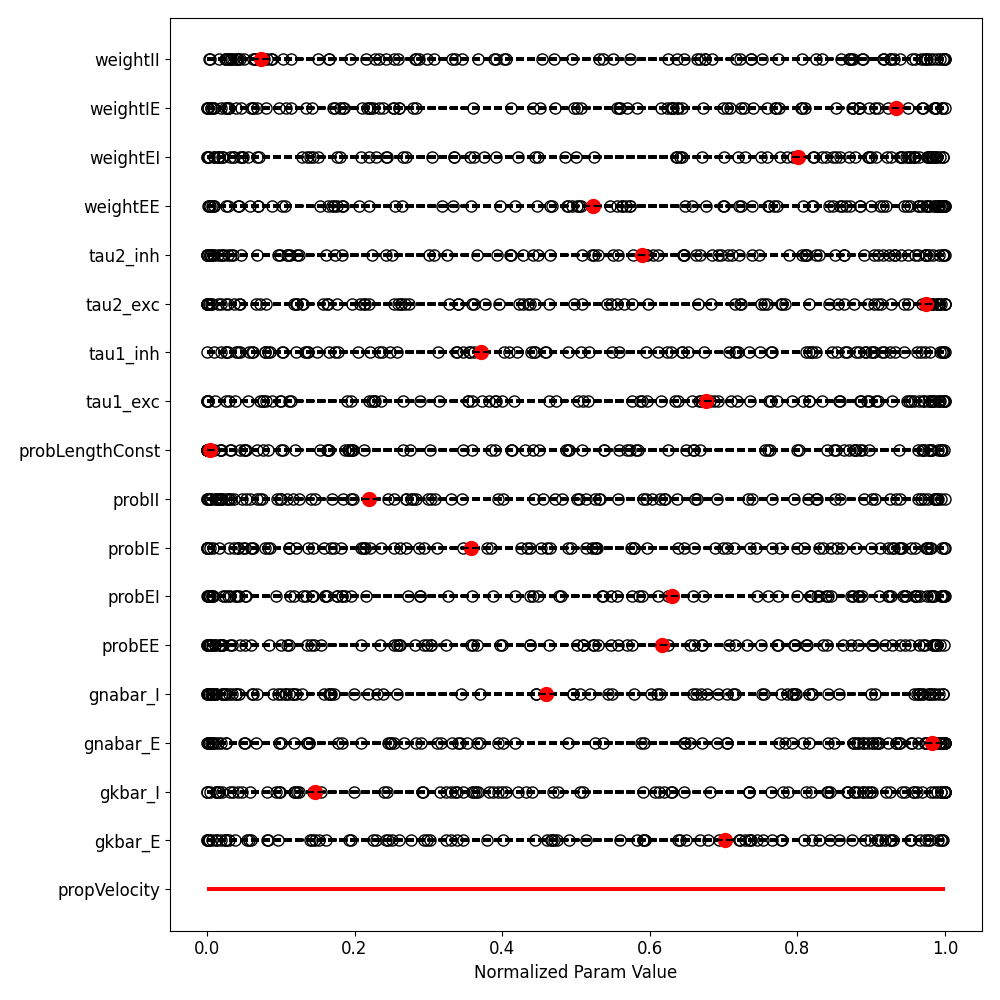 weightII
weightIE
weightEI
weightEE
tau2_inh
tau2_exc
tau1_inh
tau1_exc
probLengthConst
probII
probIE
probEI
probEE
gnabar_I
gnabar_E
gkbar_I
gkbar_E
propVelocity
0.0 0.2 0.4 0.6 0.8 1.0
Normalized Param Value